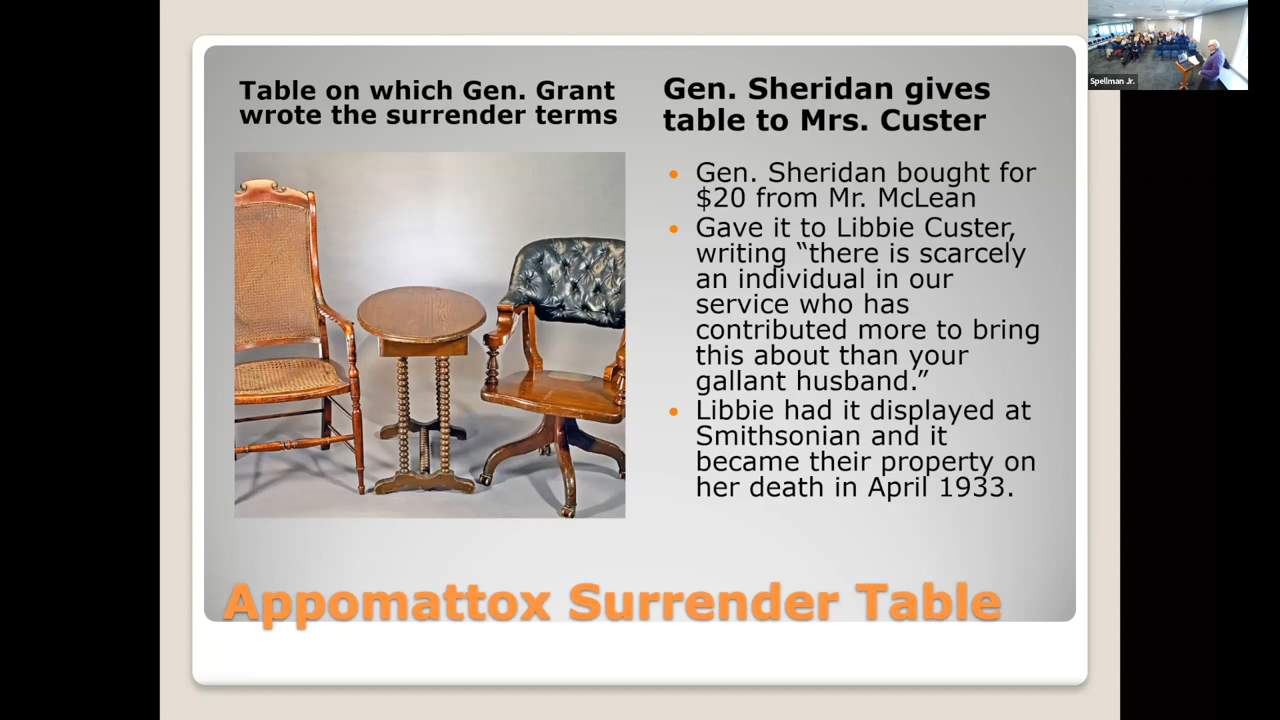 Table on which Gen. Grant
wrote the surrender terms
Gen. Sheridan gives
table to Mrs. Custer
Gen. Sheridan bought for
$20 from Mr. McLean
Gave it to Libbie Custer,
writing “there is scarcely
an individual in our
service who has
contributed more to bring
this about than your
gallant husband.”
Libbie had it displayed at
Smithsonian and it
became their property on
her death in April 1933.
Appomattox Surrender Table
Spellman Jr.